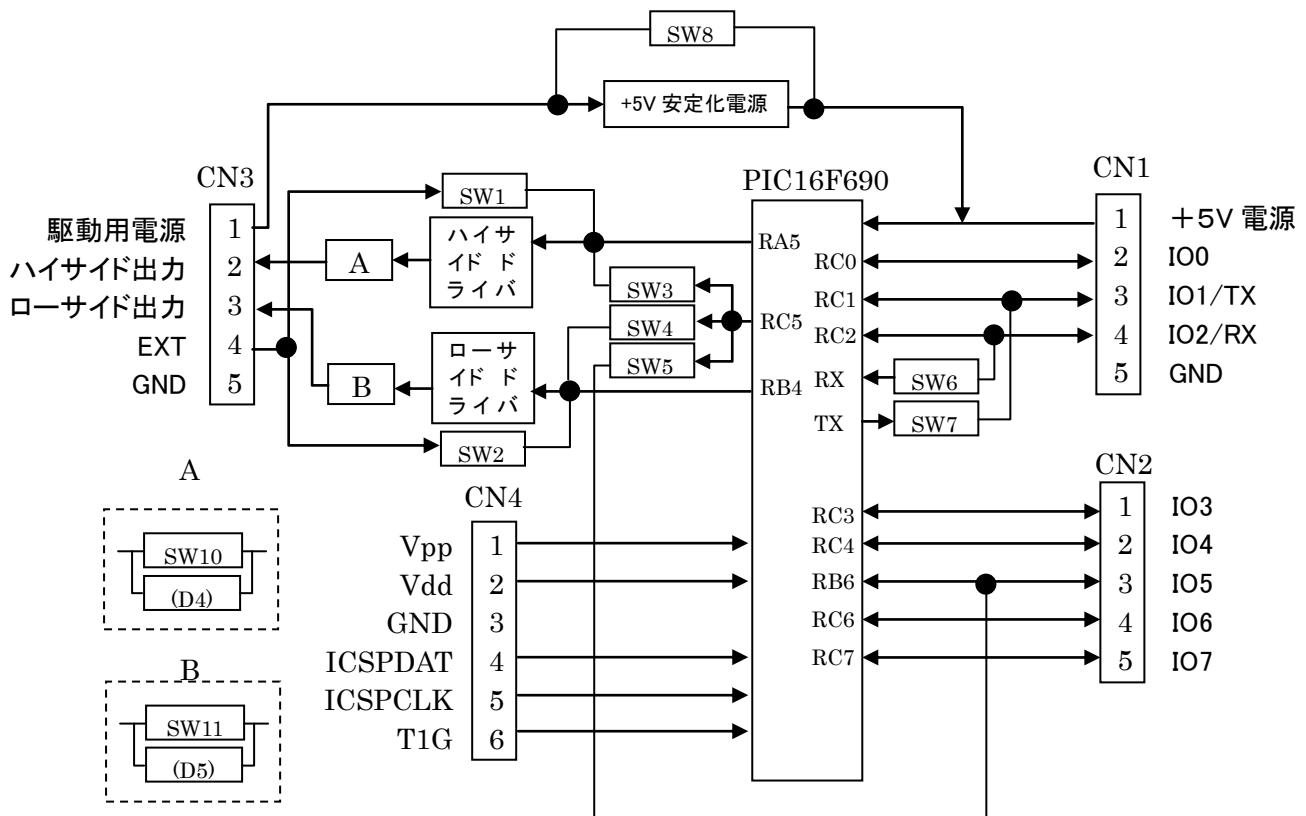 SW8
+5V 安定化電源
CN3
駆動用電源
ハイサイド出力
ローサイド出力
EXT
GND
1
2
3
4
5
SW1
A
ハイサ
イド ド
ライバ
B
ローサ
イド ド
ライバ
SW2
SW3
SW4
SW5
PIC16F690
RA5
RC5
RB4
RC0
RC1
RC2
RX
TX
SW6
SW7
CN1
1
2
3
4
5
+5V 電源
IO0
IO1/TX
IO2/RX
GND
RC3
RC4
RB6
RC6
RC7
CN2
1
2
3
4
5
IO3
IO4
IO5
IO6
IO7
A
SW10
(D4)
B
SW11
(D5)
CN4
Vpp
Vdd
GND
ICSPDAT
ICSPCLK
T1G
1
2
3
4
5
6